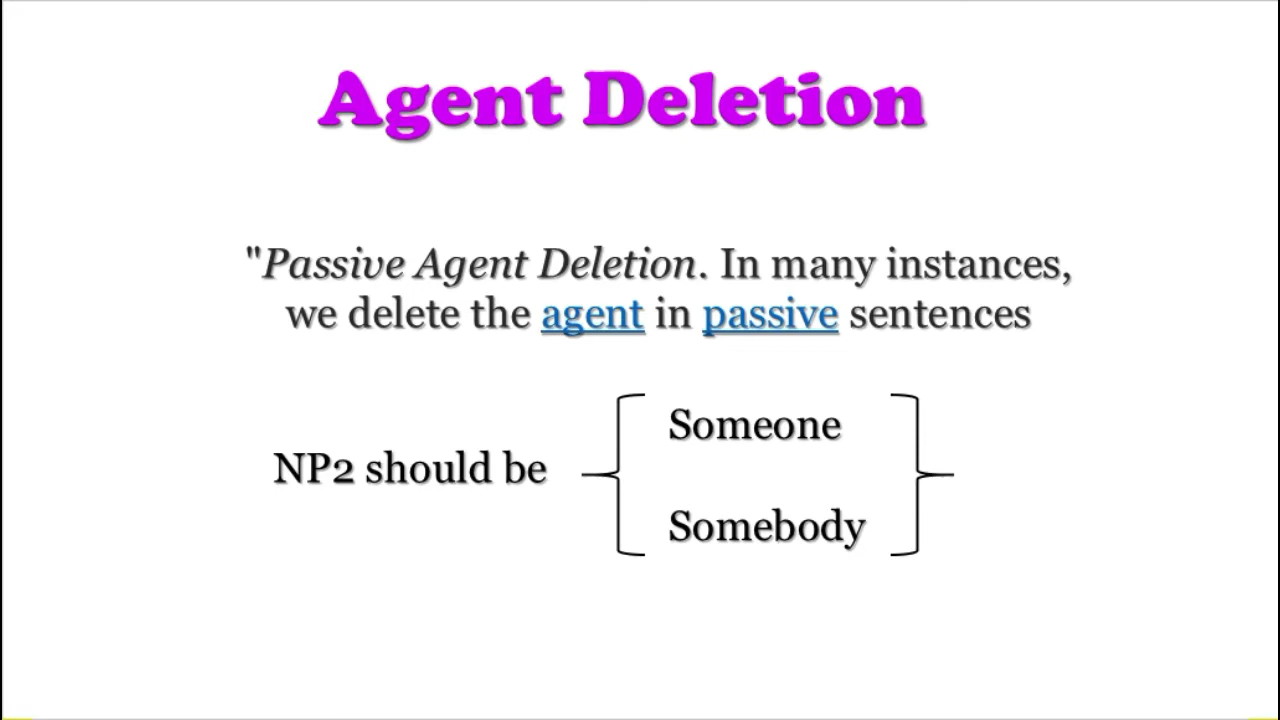 Agent Deletion
"Passive Agent Deletion. In many instances,
we delete the agent in passive sentences
Someone
NP2 should be
Somebody